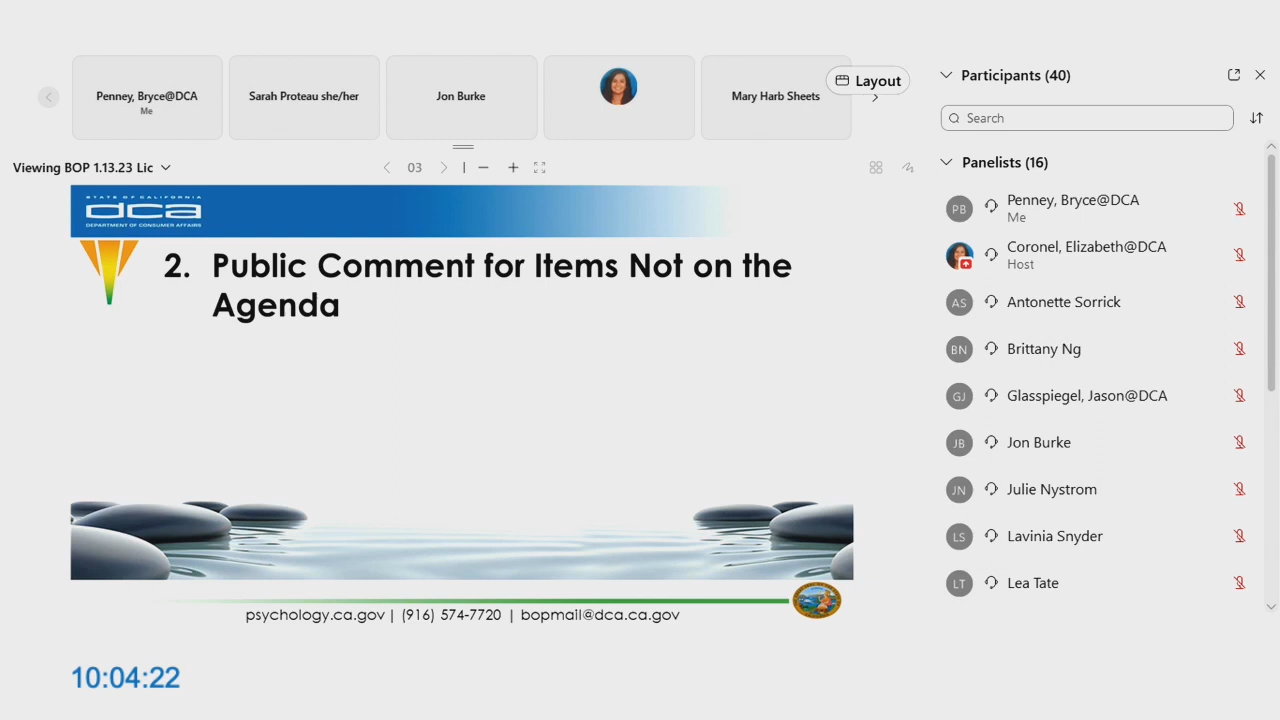 Penney, Bryce@DCA
Me
Sarah Proteau she/her
Jon Burke
Mary Harb Sheets
Layout
Participants (40)
Search
Viewing BOP 1.13.23 Lic
03
Panelists (16)
STATE OF CALIFORNIA
dca
DEPARTMENT OF CONSUMER AFFAIRS
2. Public Comment for Items Not on the
Agenda
PB Penney, Bryce@DCA
Me
Coronel, Elizabeth@DCA
Host
AS Antonette Sorrick
BN Brittany Ng
GJ Glasspiegel, Jason@DCA
JB Jon Burke
JN Julie Nystrom
LS Lavinia Snyder
LT Lea Tate
psychology.ca.gov | (916) 574-7720 | bopmail@dca.ca.gov
10:04:22